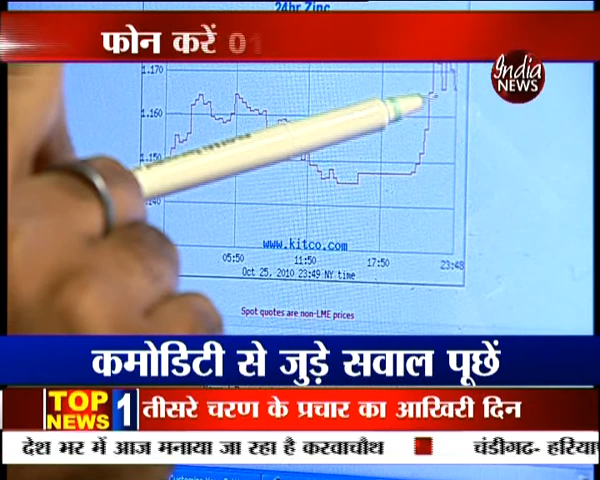 24hr Zinc
फोन करें 01
India
NEWS
1.170
1.160
1.150
www.kitco.com
05:50 11:50 17:50 23:48
Oct 25, 2010 23:49 NY time
Spot quotes are non-LME prices
कमोडिटी से जुड़े सवाल पूछें
TOP NEWS 1 तीसरे चरण के प्रचार का आखिरी दिन
देश भर में आज मनाया जा रहा है करवाचौथ चंडीगढ- हरियाण